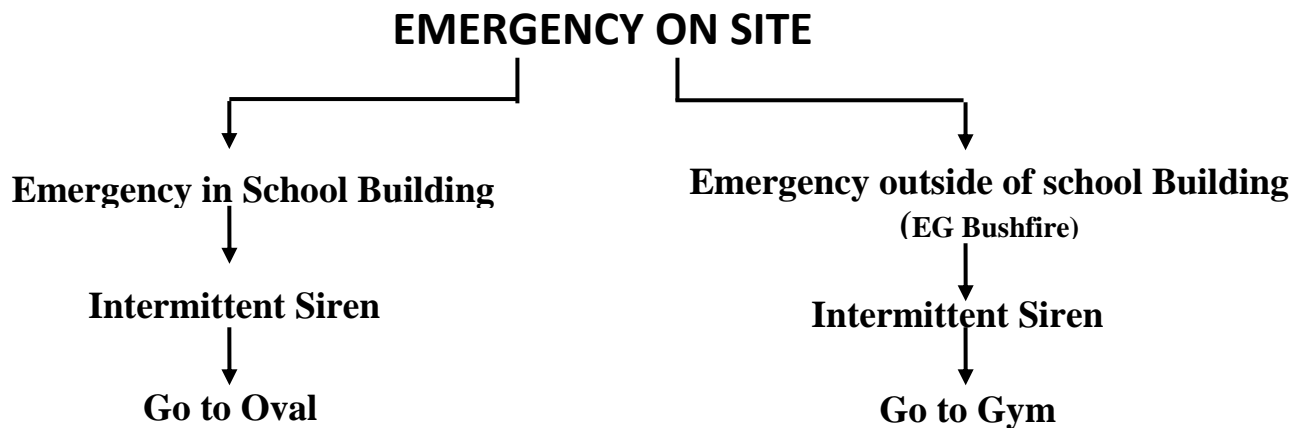 EMERGENCY ON SITE
Emergency in School Building
Intermittent Siren
Go to Oval
Emergency outside of school Building
(EG Bushfire)
Intermittent Siren
Go to Gym